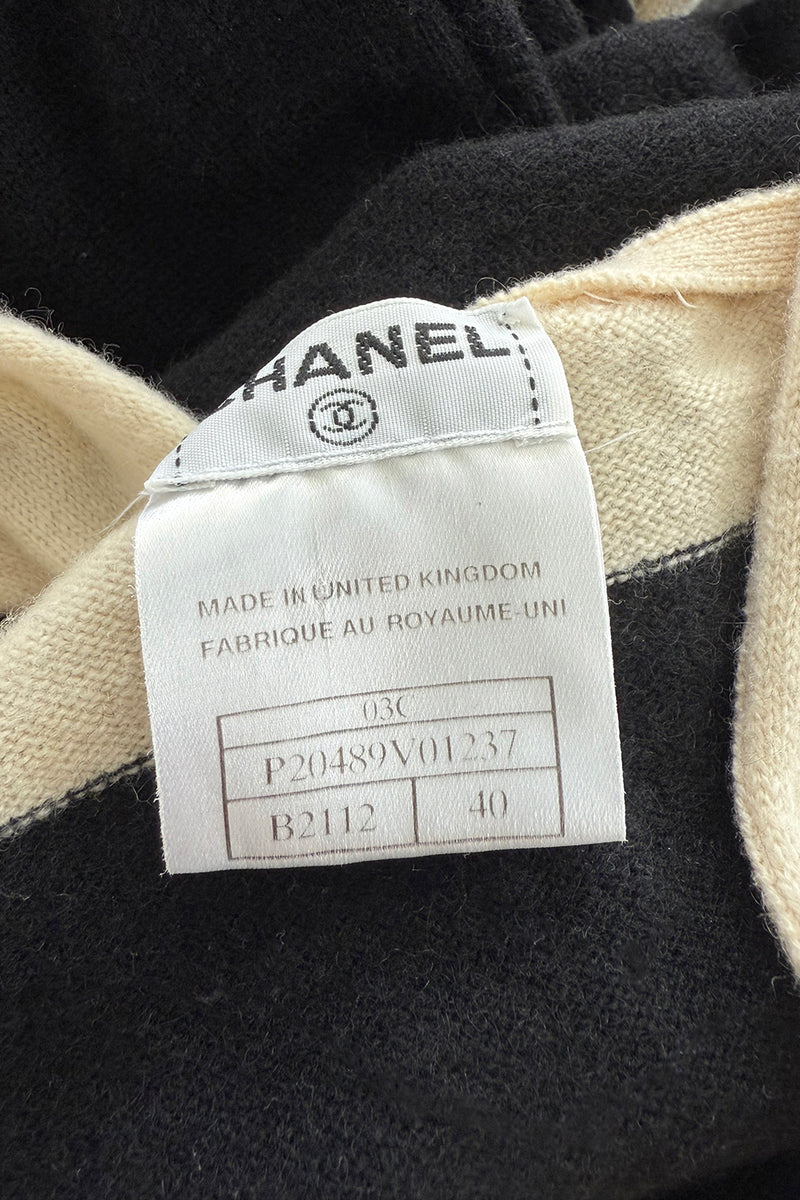 CHANEL
MADE IN UNITED KINGDOM
FABRIQUE AU ROYAUME-UNI
03C
P20489V01237
B2112 40